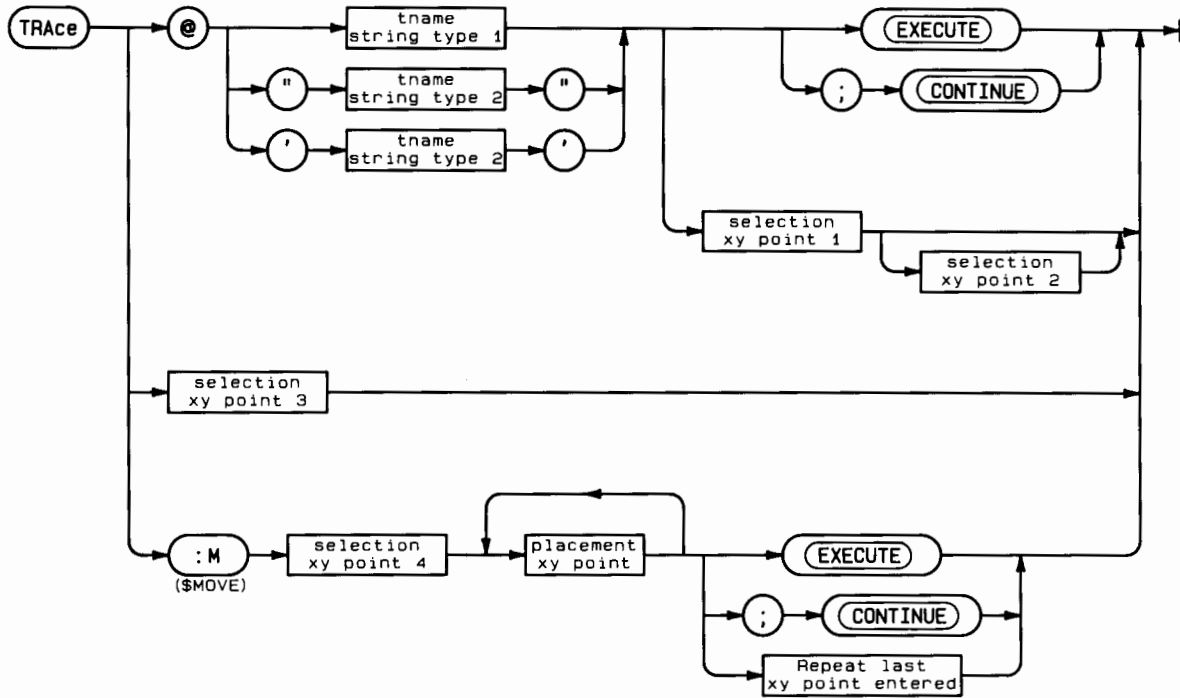 TRAce
@
tname
string type 1
EXECUTE
"
tname
string type 2
"
;
CONTINUE
'
tname
string type 2
'
selection
xy point 1
selection
xy point 2
selection
xy point 3
:M
($MOVE)
selection
xy point 4
placement
xy point
EXECUTE
;
CONTINUE
Repeat last
xy point entered